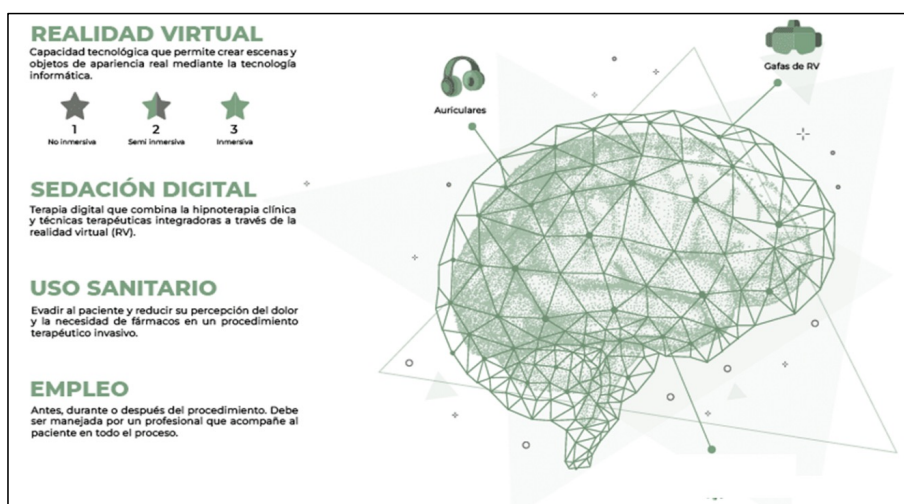 REALIDAD VIRTUAL
Capacidad tecnológica que permite crear escenas y
objetos de apariencia real mediante la tecnología
informática.
1
No inmersiva
2
Semi inmersiva
3
Inmersiva
SEDACIÓN DIGITAL
Terapia digital que combina la hipnoterapia clínica
y técnicas terapéuticas integradoras a través de la
realidad virtual (RV).
USO SANITARIO
Evadir al paciente y reducir su percepción del dolor
y la necesidad de fármacos en un procedimiento
terapéutico invasivo.
EMPLEO
Antes, durante o después del procedimiento. Debe
ser manejada por un profesional que acompañe al
paciente en todo el proceso.
Auriculares
Gafas de RV